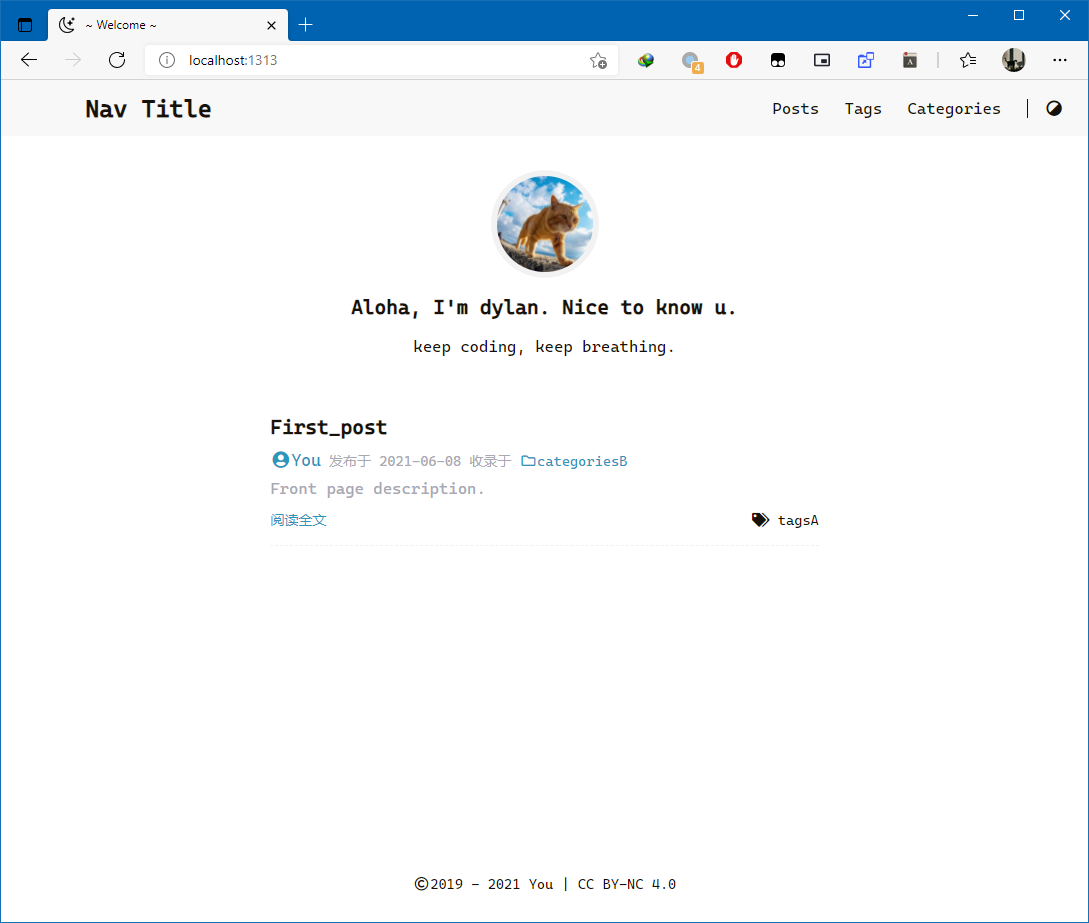 ~ Welcome ~
localhost:1313
4
A
Nav Title
Posts Tags Categories
Aloha, I'm dylan. Nice to know u.
keep coding, keep breathing.
First_post
You 发布于 2021-06-08 收录于 categoriesB
Front page description.
阅读全文 tagsA
©2019 - 2021 You | CC BY-NC 4.0